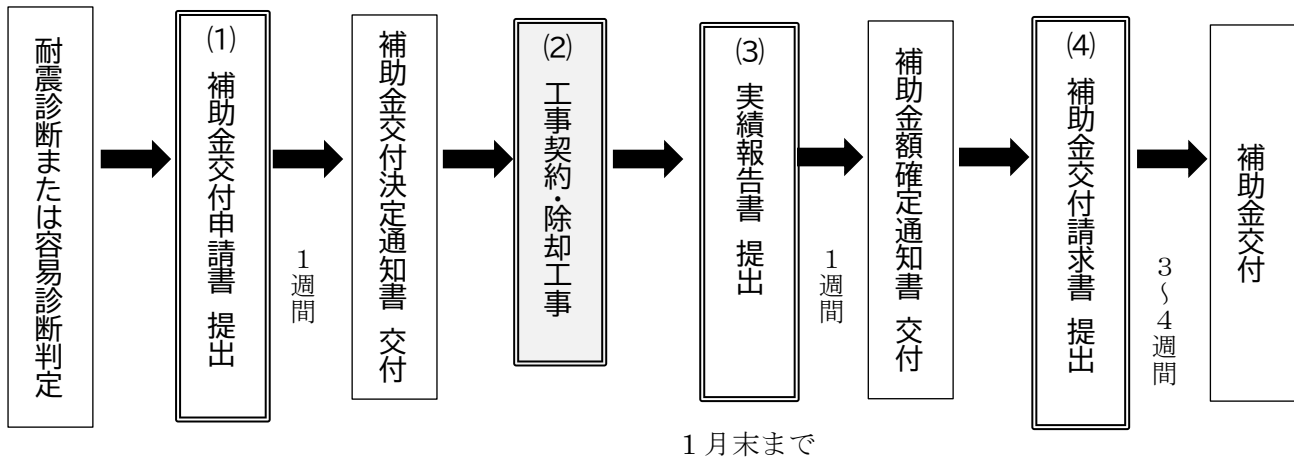 耐震診断または容易診断判定
⑴ 補助金交付申請書 提出
1週間
補助金交付決定通知書 交付
⑵ 工事契約・除却工事
⑶ 実績報告書 提出
1月末まで
1週間
補助金額確定通知書 交付
⑷ 補助金交付請求書 提出
3～4週間
補助金交付